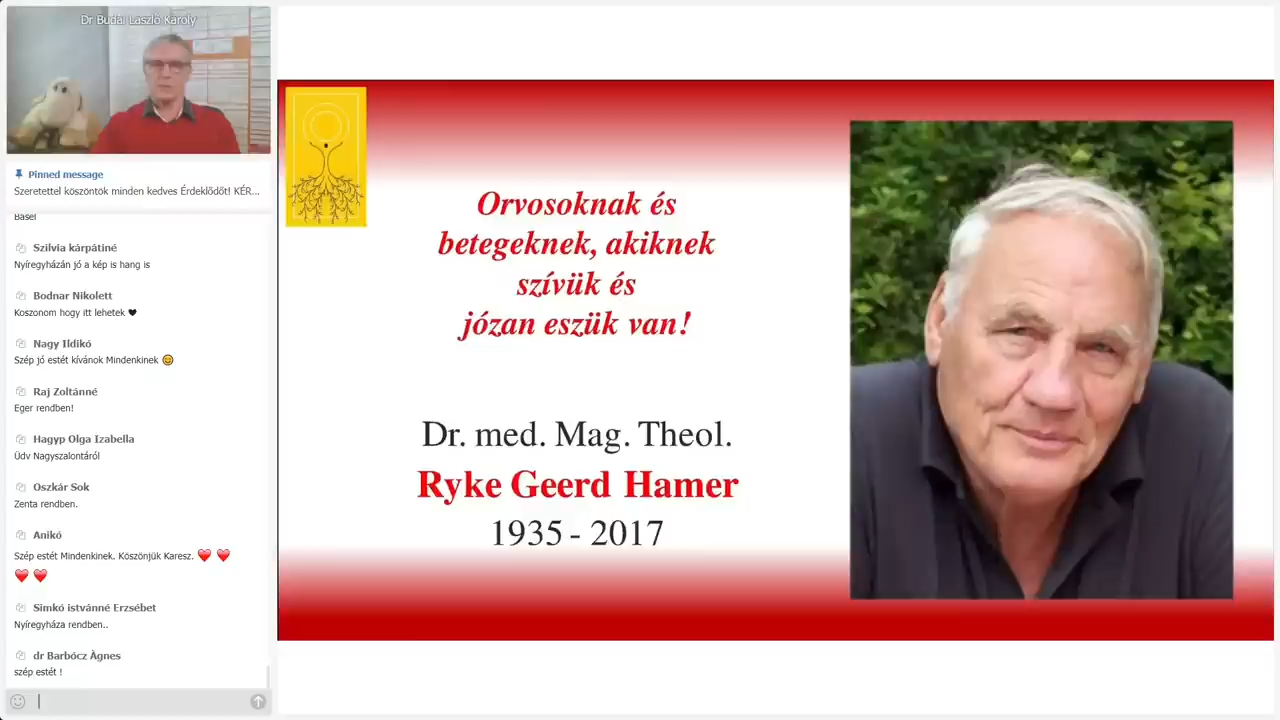 Dr Budai László Károly
Pinned message
Szeretettel köszöntök minden kedves Érdeklődőt! KÉR...
Basel
Szilvia kárpátiné
Nyíregyházán jó a kép is hang is
Bodnar Nikolett
Koszonom hogy itt lehetek 🖤
Nagy Ildikó
Szép jó estét kívánok Mindenkinek 😊
Raj Zoltánné
Eger rendben!
Hagyp Olga Izabella
Üdv Nagyszalontáról
Oszkár Sok
Zenta rendben.
Anikó
Szép estét Mindenkinek. Köszönjük Karesz. ❤️ ❤️
❤️ ❤️
Simkó istvánné Erzsébet
Nyíregyháza rendben..
dr Barbócz Àgnes
szép estét !
Orvosoknak és
betegeknek, akiknek
szívük és
józan eszük van!
Dr. med. Mag. Theol.
Ryke Geerd Hamer
1935 - 2017